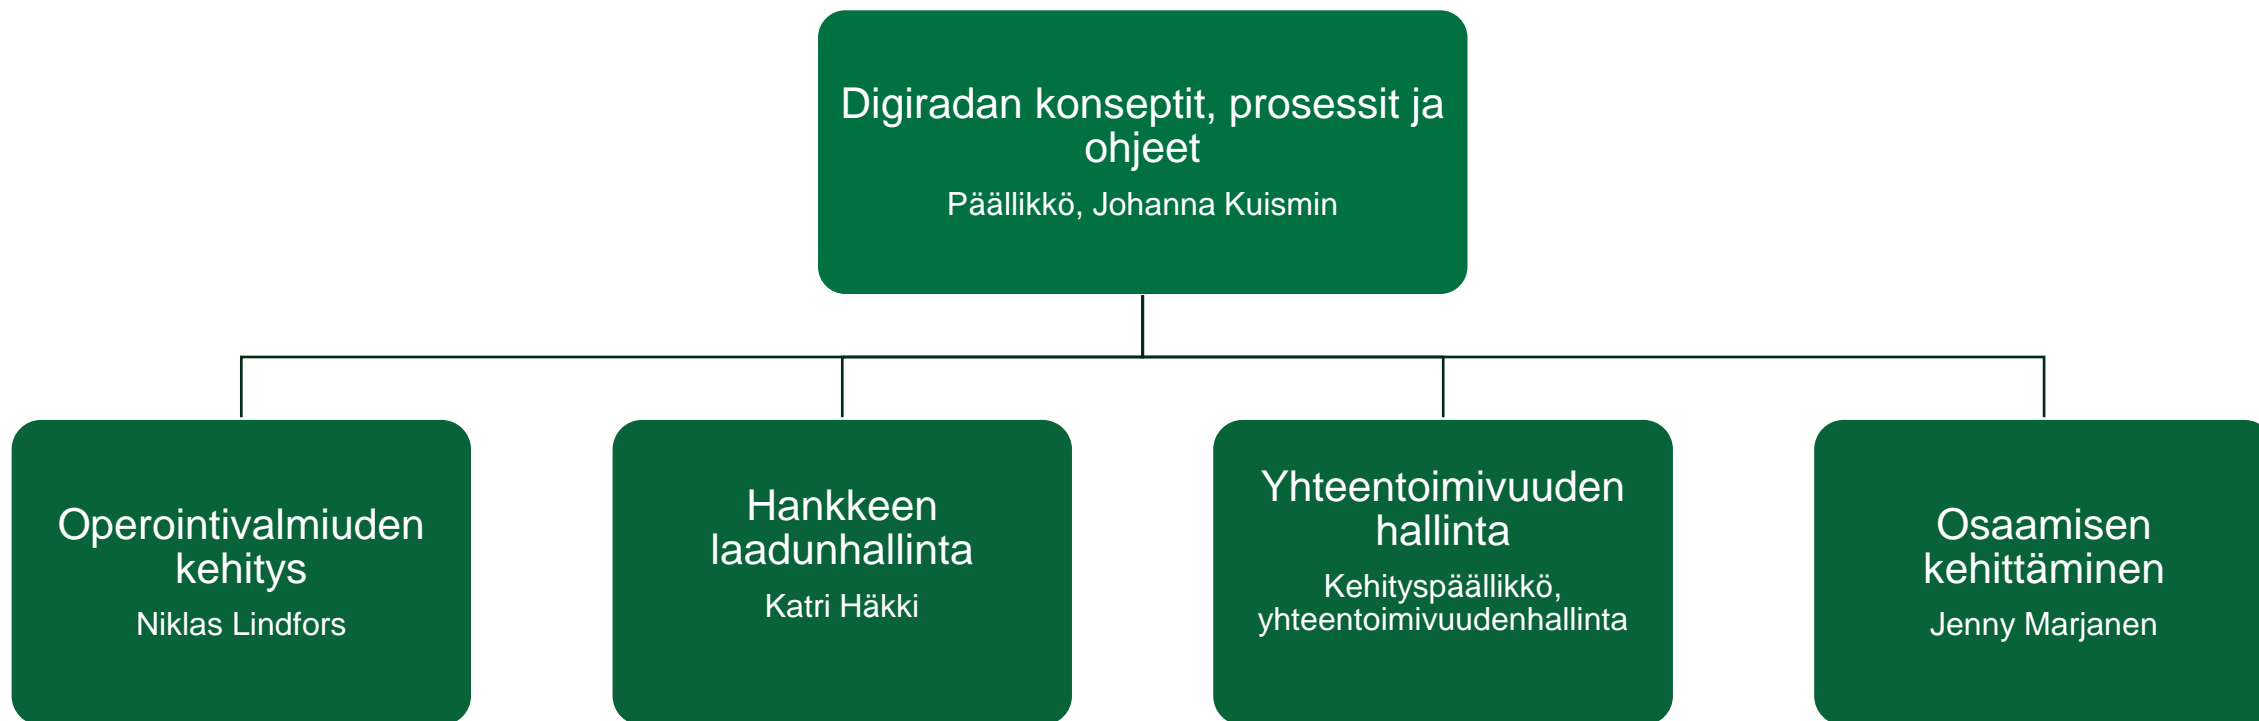 Digiradan konseptit, prosessit ja
ohjeet
Päällikkö, Johanna Kuismin
Operointivalmiuden
kehitys
Niklas Lindfors
Hankkeen
laadunhallinta
Katri Häkki
Yhteentoimivuuden
hallinta
Kehityspäällikkö,
yhteentoimivuudenhallinta
Osaamisen
kehittäminen
Jenny Marjanen